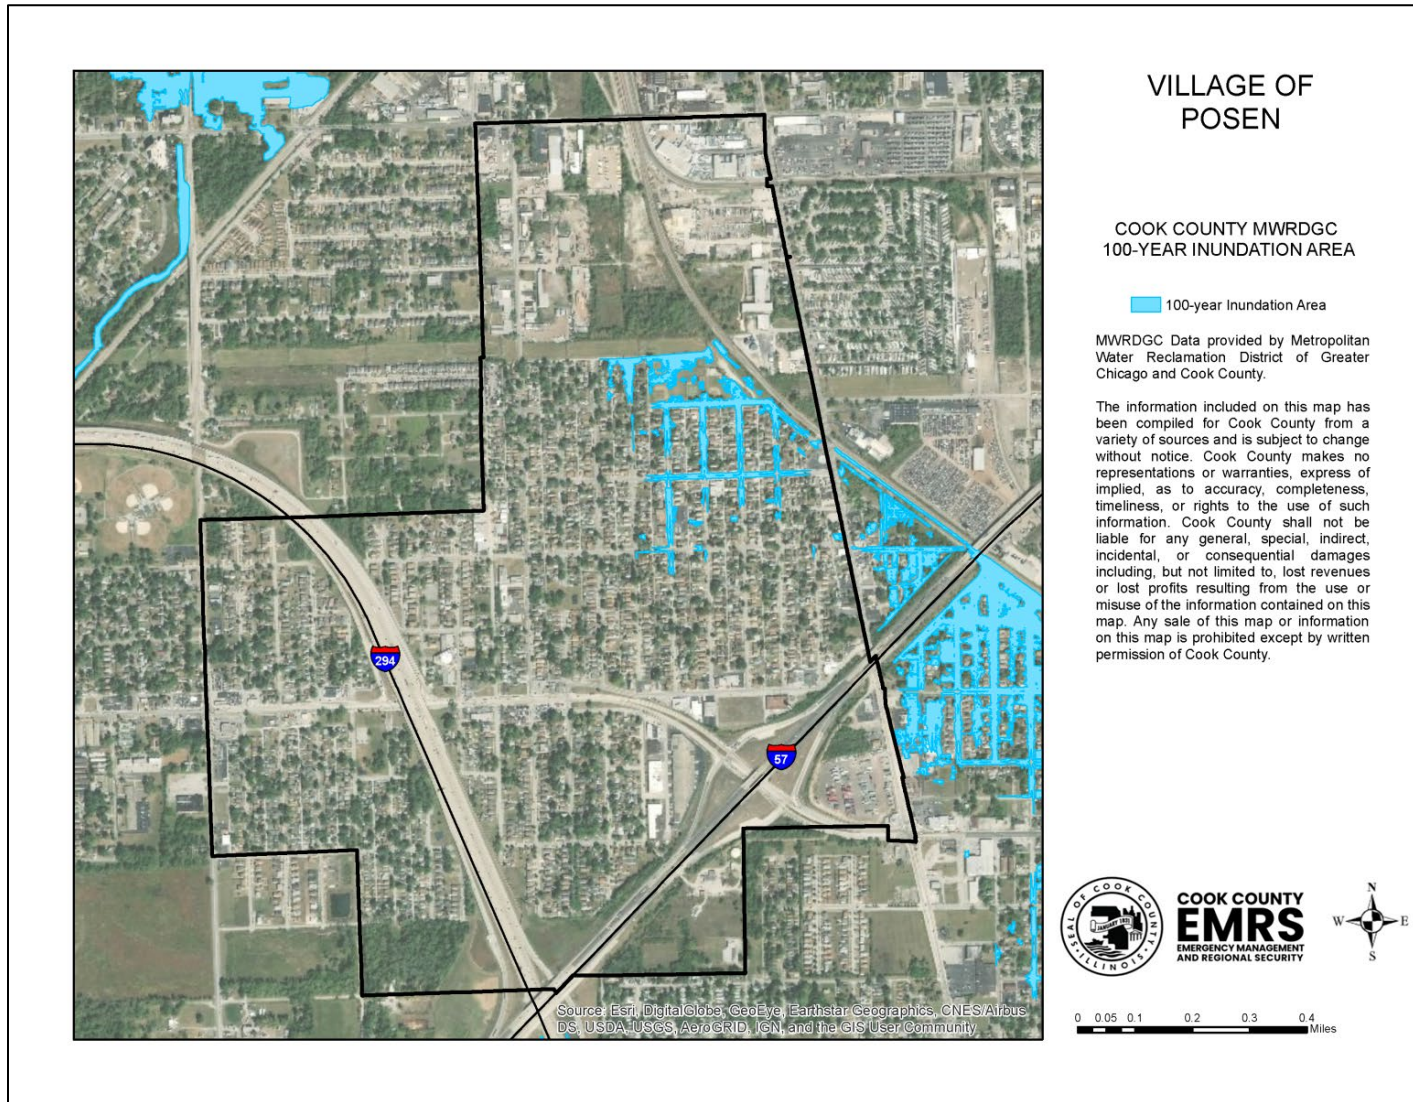 VILLAGE OF
POSEN
COOK COUNTY MWRDGC
100-YEAR INUNDATION AREA
100-year Inundation Area
MWRDGC Data provided by Metropolitan
Water Reclamation District of Greater
Chicago and Cook County.
The information included on this map has
been compiled for Cook County from a
variety of sources and is subject to change
without notice. Cook County makes no
representations or warranties, express of
implied, as to accuracy, completeness,
timeliness, or rights to the use of such
information. Cook County shall not be
liable for any general, special, indirect,
incidental, or consequential damages
including, but not limited to, lost revenues
or lost profits resulting from the use or
misuse of the information contained on this
map. Any sale of this map or information
on this map is prohibited except by written
permission of Cook County.
294
57
SEAL OF COOK COUNTY
JANUARY 1831
ILLINOIS
COOK COUNTY
EMRS
EMERGENCY MANAGEMENT
AND REGIONAL SECURITY
N
W E
S
Source: Esri, DigitalGlobe, GeoEye, Earthstar Geographics, CNES/Airbus
DS, USDA, USGS, AeroGRID, IGN, and the GIS User Community
0 0.05 0.1 0.2 0.3 0.4
Miles